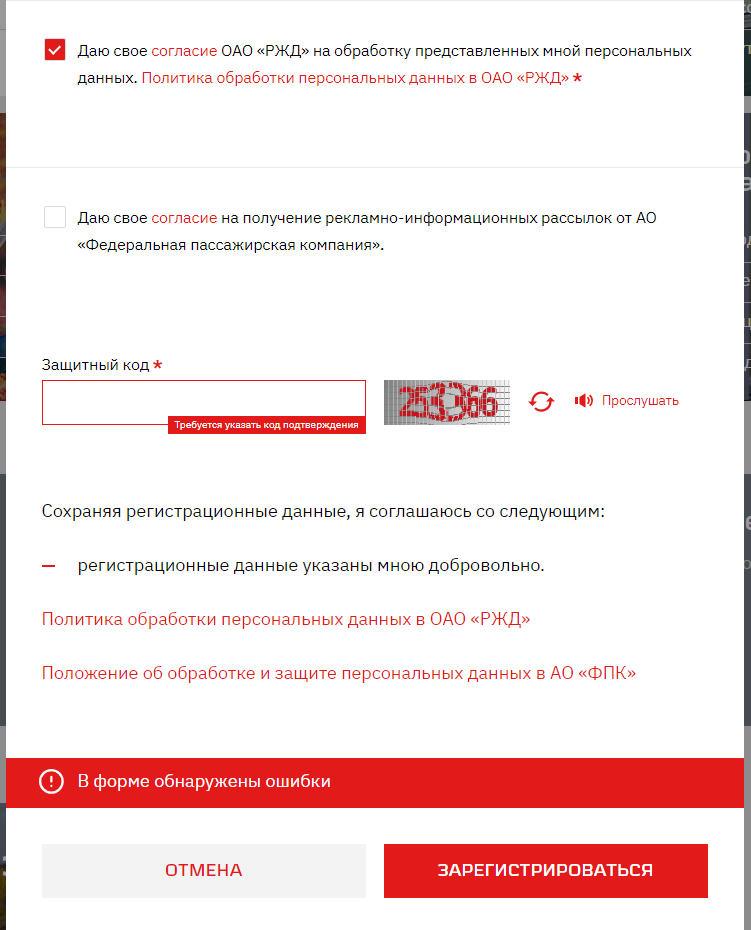 Даю свое согласие ОАО «РЖД» на обработку представленных мной персональных
данных. Политика обработки персональных данных в ОАО «РЖД» *
Даю свое согласие на получение рекламно-информационных рассылок от АО
«Федеральная пассажирская компания».
Защитный код *
Требуется указать код подтверждения
Прослушать
Сохраняя регистрационные данные, я соглашаюсь со следующим:
— регистрационные данные указаны мною добровольно.
Политика обработки персональных данных в ОАО «РЖД»
Положение об обработке и защите персональных данных в АО «ФПК»
В форме обнаружены ошибки
ОТМЕНА
ЗАРЕГИСТРИРОВАТЬСЯ